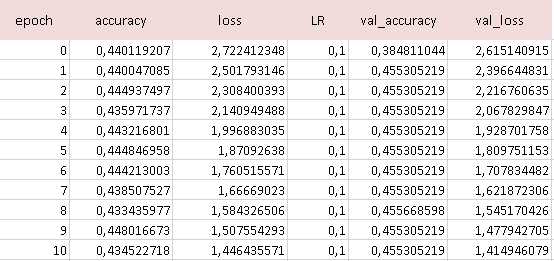 epoch accuracy loss LR val_accuracy val_loss
0 0,440119207 2,722412348 0,1 0,384811044 2,615140915
1 0,440047085 2,501793146 0,1 0,455305219 2,396644831
2 0,444937497 2,308400393 0,1 0,455305219 2,216760635
3 0,435971737 2,140949488 0,1 0,455305219 2,067829847
4 0,443216801 1,996883035 0,1 0,455305219 1,928701758
5 0,444846958 1,87092638 0,1 0,455305219 1,809751153
6 0,444213003 1,760515571 0,1 0,455305219 1,707834482
7 0,438507527 1,66669023 0,1 0,455305219 1,621872306
8 0,433435977 1,584326506 0,1 0,455668598 1,545170426
9 0,448016673 1,507554293 0,1 0,455305219 1,477942705
10 0,434522718 1,446435571 0,1 0,455305219 1,414946079